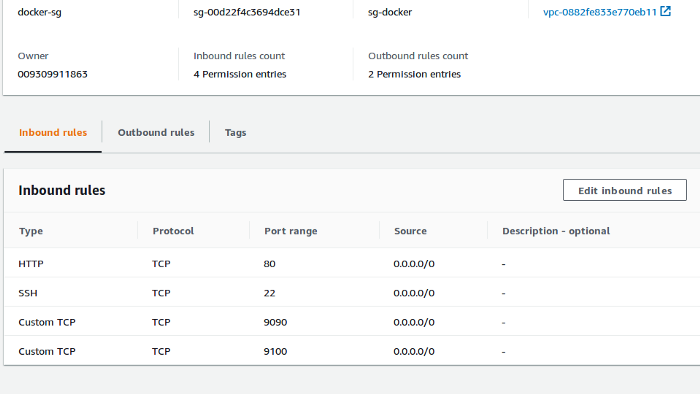 docker-sg sg-00d22f4c3694dce31 sg-docker vpc-0882fe833e770eb11
Owner Inbound rules count Outbound rules count
009309911863 4 Permission entries 2 Permission entries
Inbound rules Outbound rules Tags
Inbound rules Edit inbound rules
Type Protocol Port range Source Description - optional
HTTP TCP 80 0.0.0.0/0 -
SSH TCP 22 0.0.0.0/0 -
Custom TCP TCP 9090 0.0.0.0/0 -
Custom TCP TCP 9100 0.0.0.0/0 -